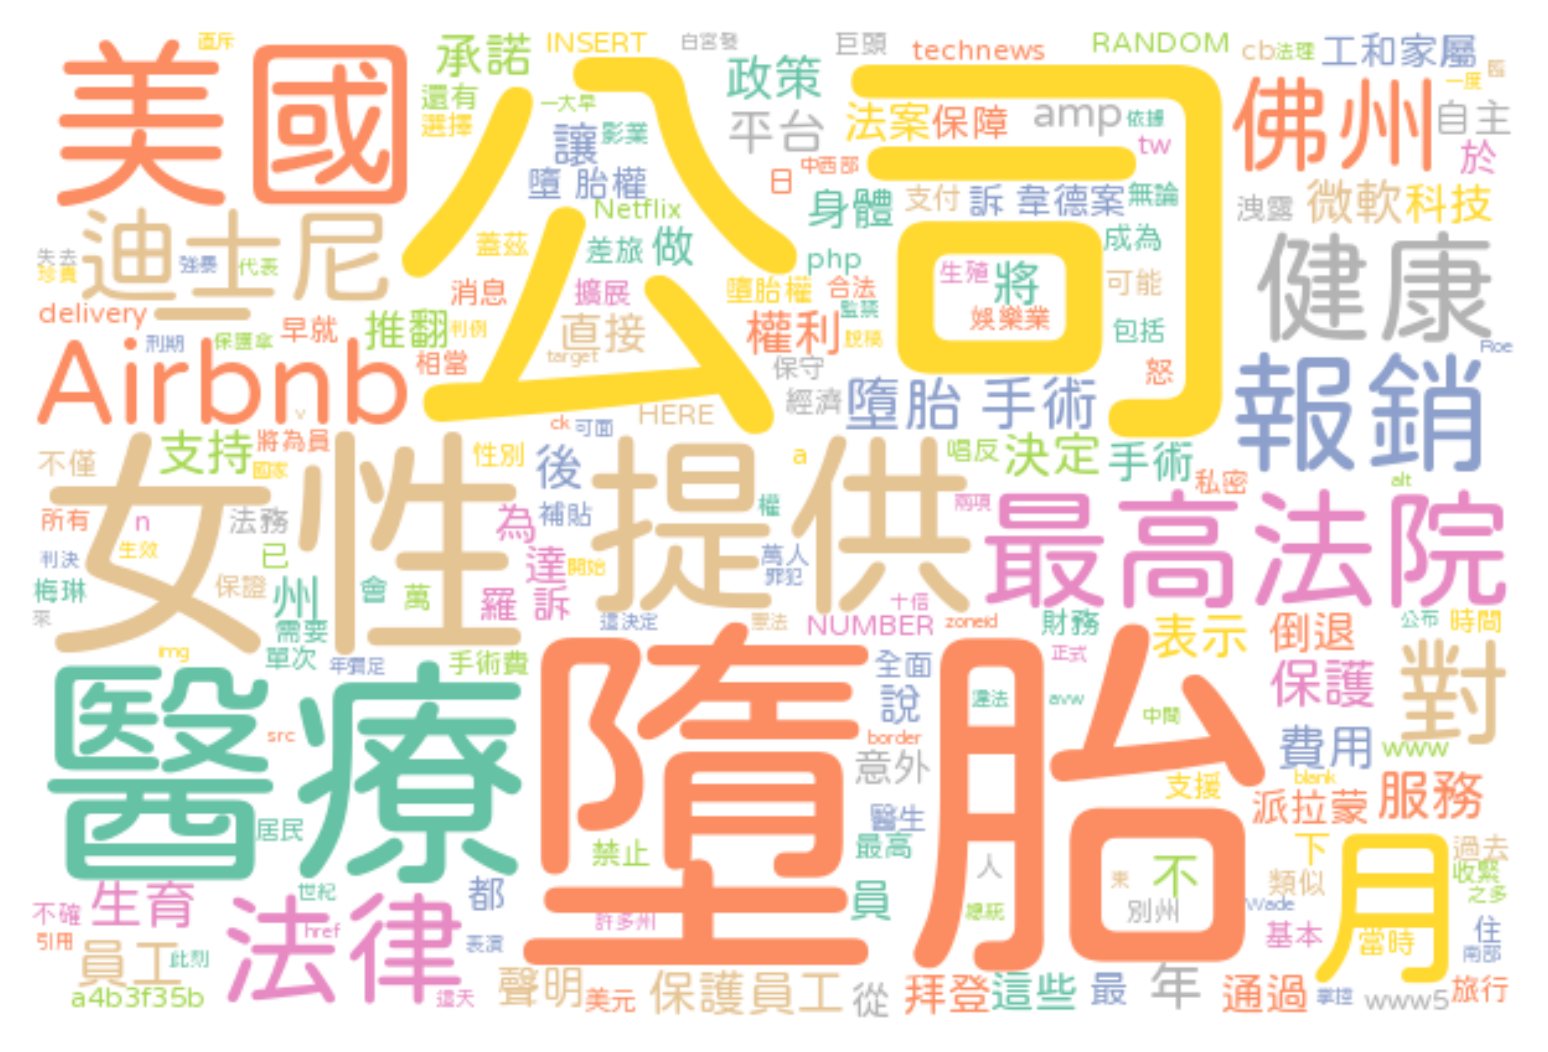 直斥
承諾
INSERT
白宮發
巨頭
technews
RANDOM
cb
法理
工和家屬
美國
公司
還有
選擇
一大早
政策
一度
影業
讓
平台
法案
保障
amp
依據
佛州
自主
tw
於
墮 胎權
日
中西部
身體
支付
訴 韋德案
無論
洩露
微軟
科技
Netflix
迪士尼
蓋茲
差旅
做
php
成為
健康
失去
珍貴
強暴
代表
消息
擴展
墮胎權
合法
生殖
將
可能
監禁
delivery
早就
推翻
判例
直接
權利
脫稿
娛樂業
包括
刑期
保護傘
相當
target
保守
怒
Roe
Airbnb
v
HERE
經濟
墮胎 手術
報銷
ck
可面
支持
將為員
不僅
國家
性別
後
a
唱反
決定
手術
私密
alt
女性
提供
最高法院
所有
n
法務
為
補貼
權
兩項
判決
生效
已
達
開始
萬人
罪犯
梅琳
保證
州
會
萬
羅 訴
十信
來
需要
這決定
憲法
NUMBER
zoneid
財務
表示
倒退
公布
時間
img
單次
年價足
手術費
墮胎
全面
正式
保護
對
醫療
說
違法
avw
中間
src
border
費用
www
意外
支援
blank
派拉蒙
服務
居民
醫生
禁止
最高
下
月
過去
收緊
之多
類似
人
東
不
別州
Wade
世紀
都
員
總統
不確
生育
法律
href
許多州
基本
當時
住
引用
員工
此刻
表演
南部
a4b3f35b
這天
聲明
美元
保護員工
從
拜登
這些
最
年
通過
掌控
www5
旅行